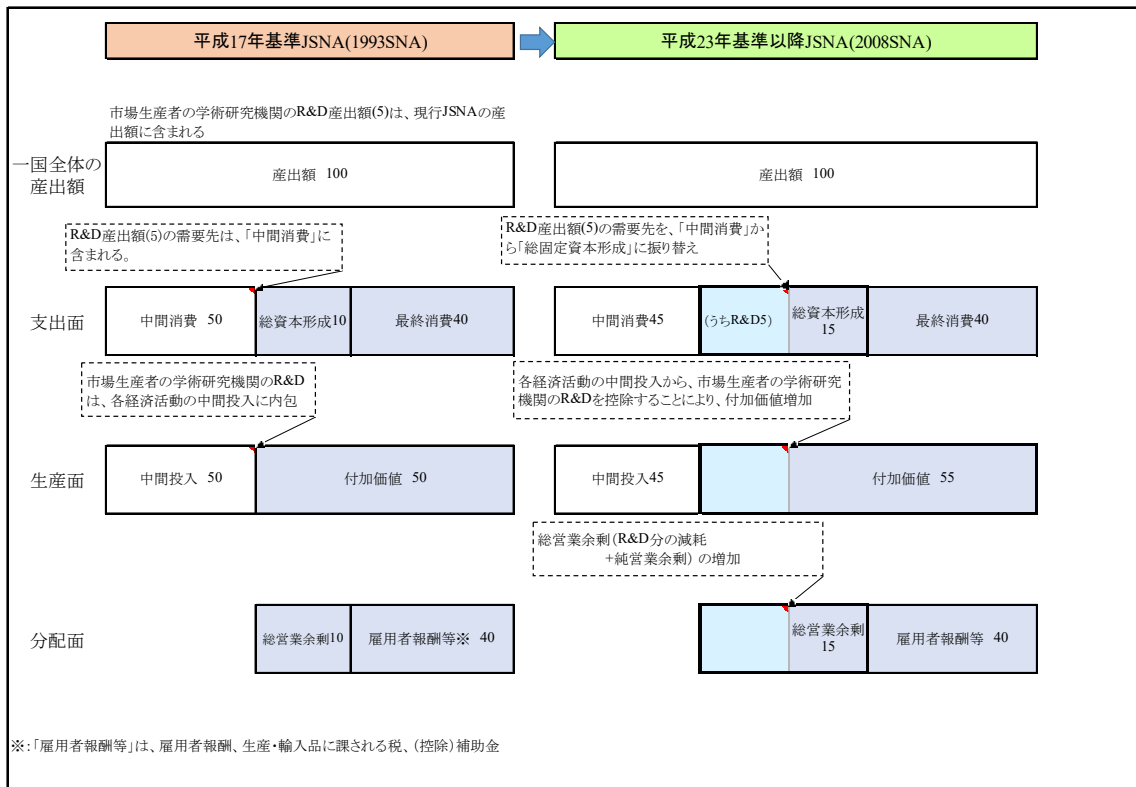 平成17年基準JSNA(1993SNA)
平成23年基準以降JSNA(2008SNA)
市場生産者の学術研究機関のR&D産出額(5)は、現行JSNAの産
出額に含まれる
一国全体の
産出額
産出額 100
産出額 100
R&D産出額(5)の需要先は、「中間消費」に
含まれる。
R&D産出額(5)の需要先を、「中間消費」か
ら「総固定資本形成」に振り替え
支出面
中間消費 50
総資本形成10
最終消費40
中間消費45
(うちR&D5)
総資本形成
15
最終消費40
市場生産者の学術研究機関のR&D
は、各経済活動の中間投入に内包
各経済活動の中間投入から、市場生産者の学術研究
機関のR&Dを控除することにより、付加価値増加
生産面
中間投入 50
付加価値 50
中間投入45
付加価値 55
総営業余剰(R&D分の減耗
+純営業余剰)の増加
分配面
総営業余剰10
雇用者報酬等※ 40
総営業余剰
15
雇用者報酬等 40
※:「雇用者報酬等」は、雇用者報酬、生産・輸入品に課される税、(控除)補助金